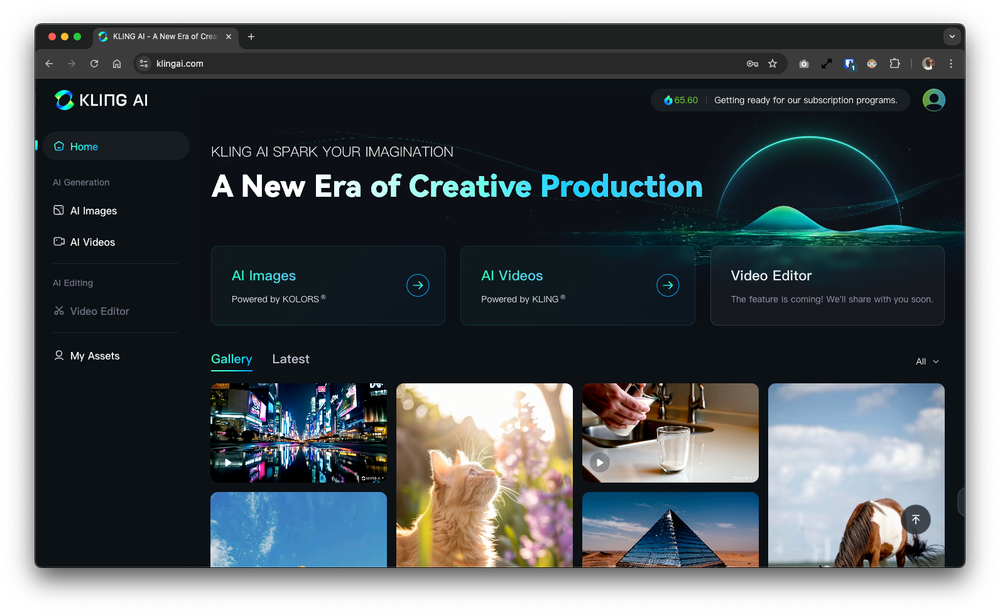 KLING AI - A New Era of Crea
klingai.com
1
KLING AI
65.60
Getting ready for our subscription programs.
Home
AI Generation
AI Images
AI Videos
AI Editing
Video Editor
My Assets
KLING AI SPARK YOUR IMAGINATION
A New Era of Creative Production
AI Images
Powered by KOLORS ®
AI Videos
Powered by KLING ®
Video Editor
The feature is coming! We'll share with you soon.
Gallery
Latest
All